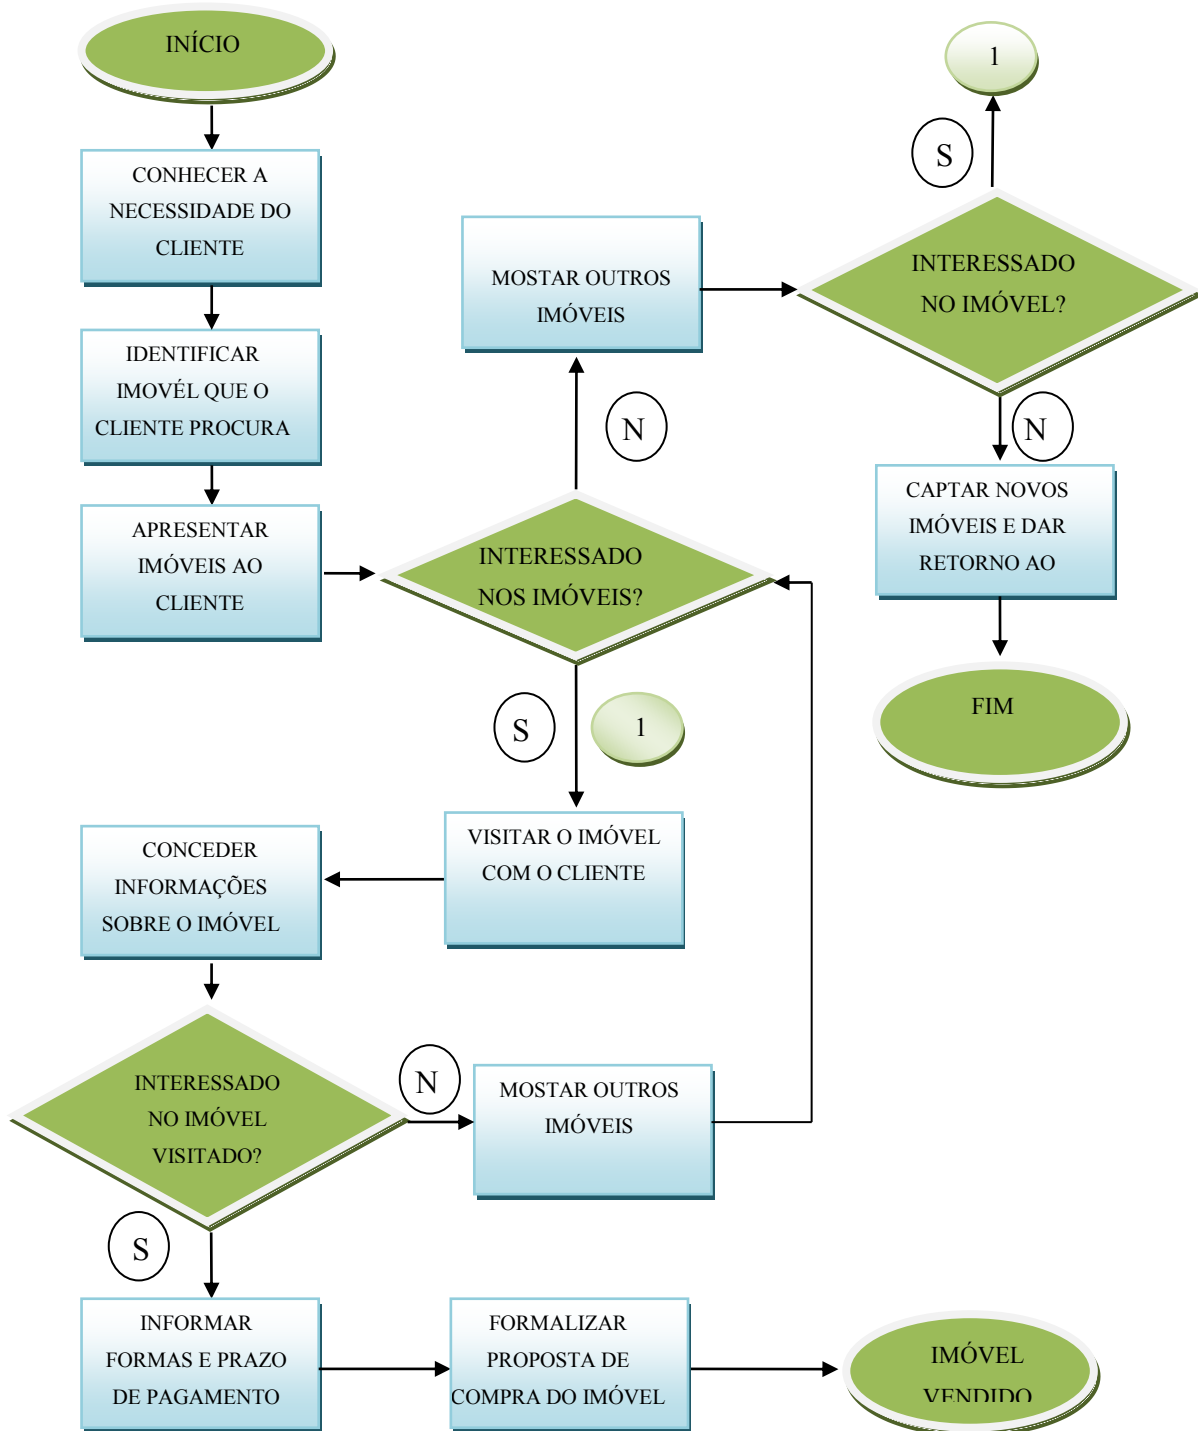 INÍCIO
CONHECER A
NECESSIDADE DO
CLIENTE
IDENTIFICAR
IMOVÉL QUE O
CLIENTE PROCURA
APRESENTAR
IMÓVEIS AO
CLIENTE
INTERESSADO
NOS IMÓVEIS?
N
MOSTAR OUTROS
IMÓVEIS
INTERESSADO
NO IMÓVEL?
S
1
N
CAPTAR NOVOS
IMÓVEIS E DAR
RETORNO AO
FIM
S
1
VISITAR O IMÓVEL
COM O CLIENTE
CONCEDER
INFORMAÇÕES
SOBRE O IMÓVEL
INTERESSADO
NO IMÓVEL
VISITADO?
N
MOSTAR OUTROS
IMÓVEIS
S
INFORMAR
FORMAS E PRAZO
DE PAGAMENTO
FORMALIZAR
PROPOSTA DE
COMPRA DO IMÓVEL
IMÓVEL
VENDIDO